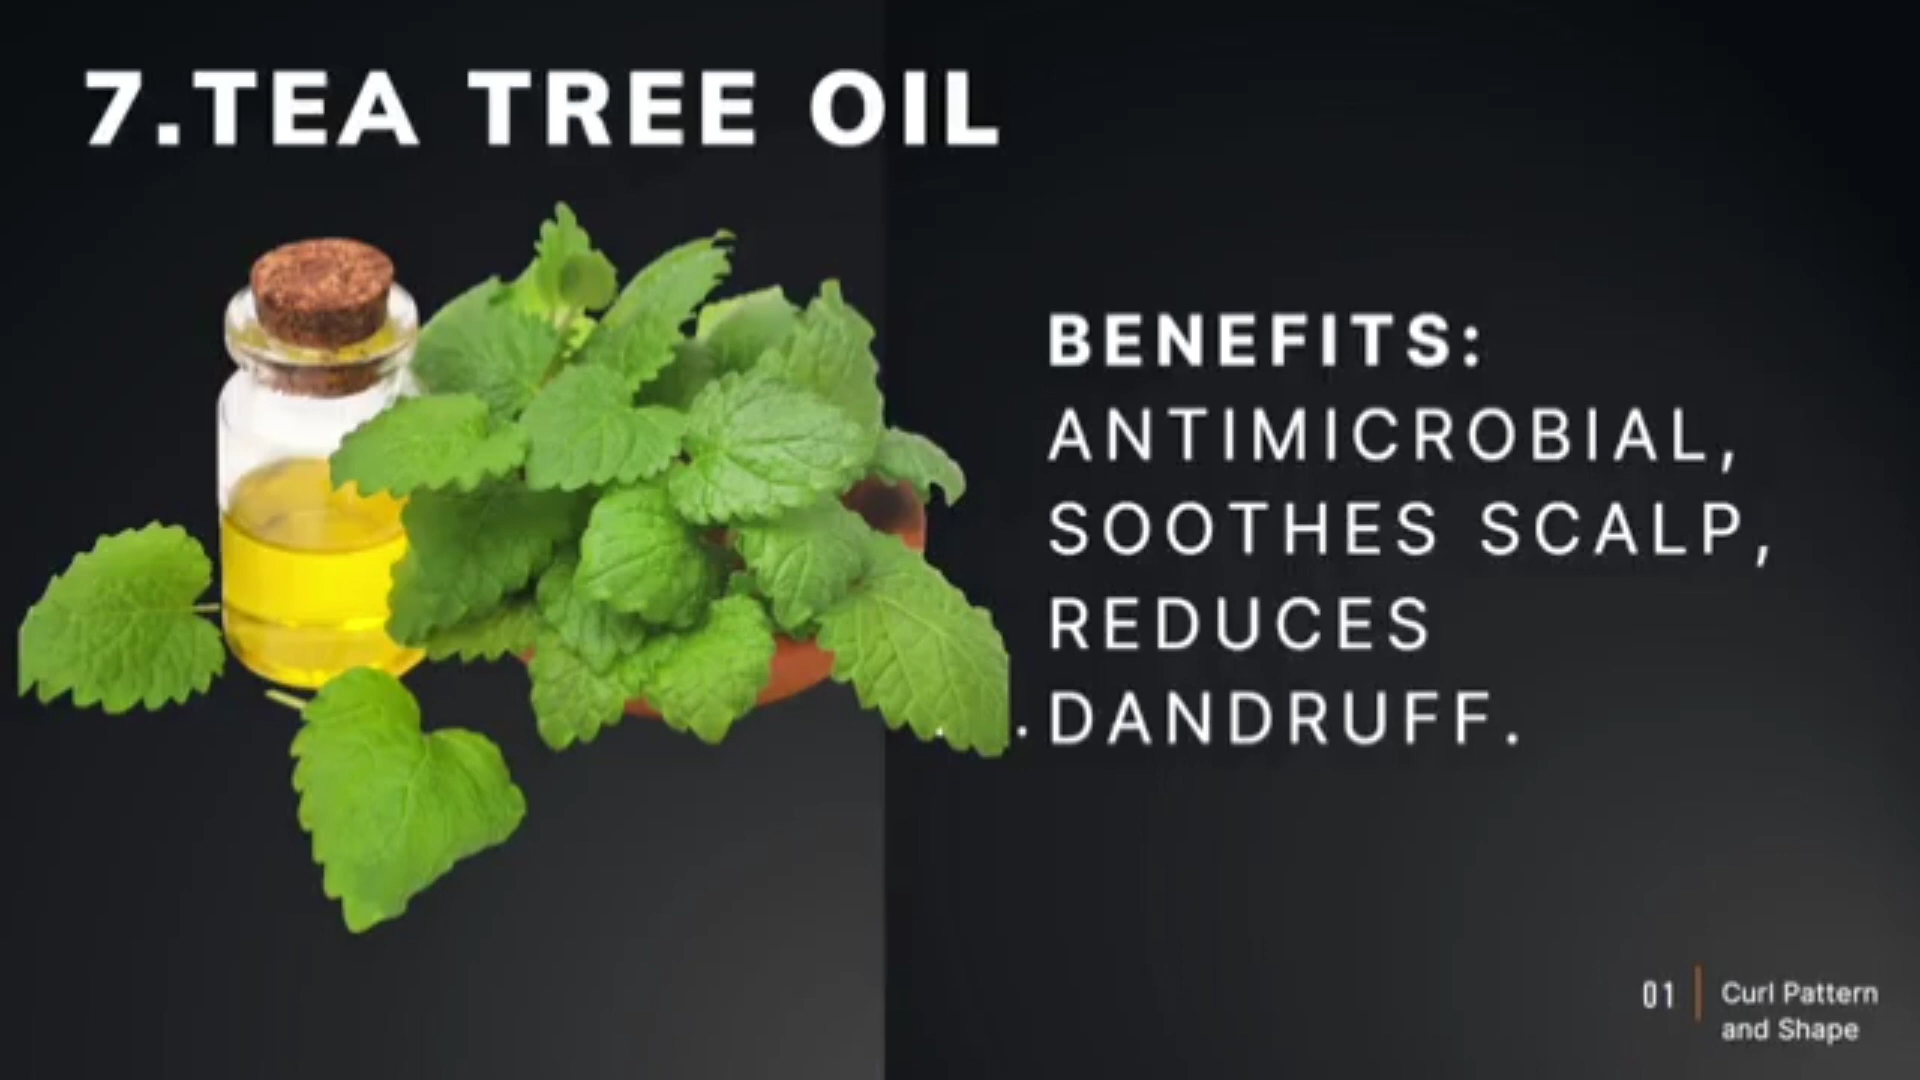 7.TEA TREE OIL
BENEFITS:
ANTIMICROBIAL,
SOOTHES SCALP,
REDUCES
.DANDRUFF.
01
Curl Pattern
and Shape